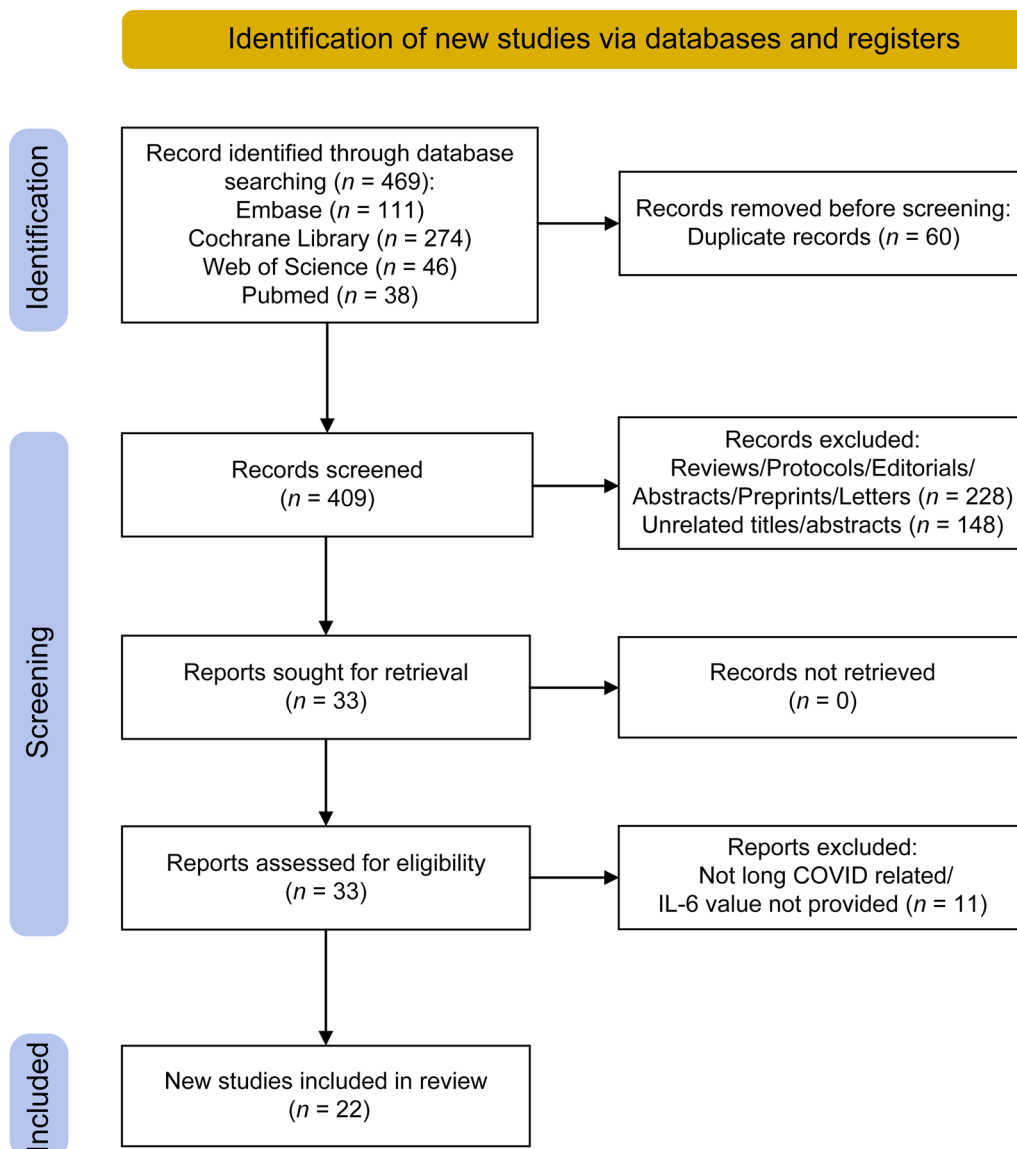 Identification of new studies via databases and registers
Identification
Record identified through database
searching (n = 469):
Embase (n = 111)
Cochrane Library (n = 274)
Web of Science (n = 46)
Pubmed (n = 38)
Records removed before screening:
Duplicate records (n = 60)
Screening
Records screened
(n = 409)
Records excluded:
Reviews/Protocols/Editorials/
Abstracts/Preprints/Letters (n = 228)
Unrelated titles/abstracts (n = 148)
Reports sought for retrieval
(n = 33)
Records not retrieved
(n = 0)
Reports assessed for eligibility
(n = 33)
Reports excluded:
Not long COVID related/
IL-6 value not provided (n = 11)
Included
New studies included in review
(n = 22)